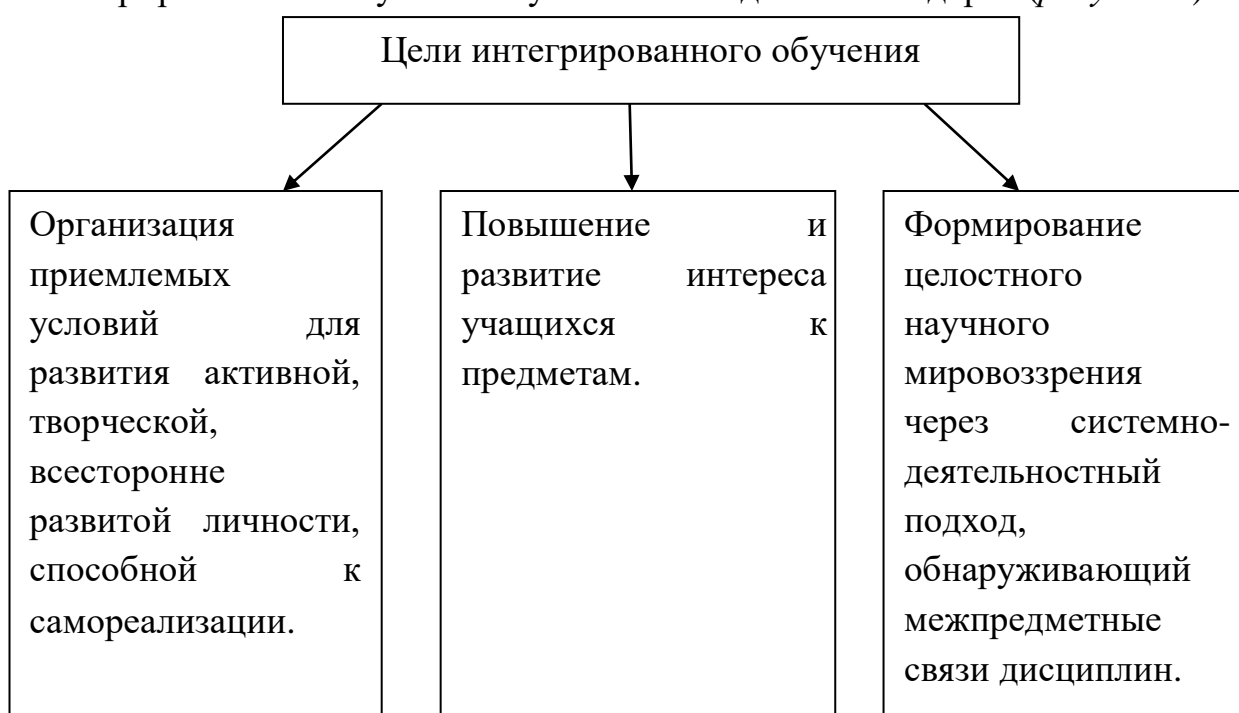 Цели интегрированного обучения
Организация
приемлемых
условий для
развития активной,
творческой,
всесторонне
развитой личности,
способной к
самореализации.
Повышение и
развитие интереса
учащихся к
предметам.
Формирование
целостного
научного
мировоззрения
через системно-
деятельностный
подход,
обнаруживающий
межпредметные
связи дисциплин.